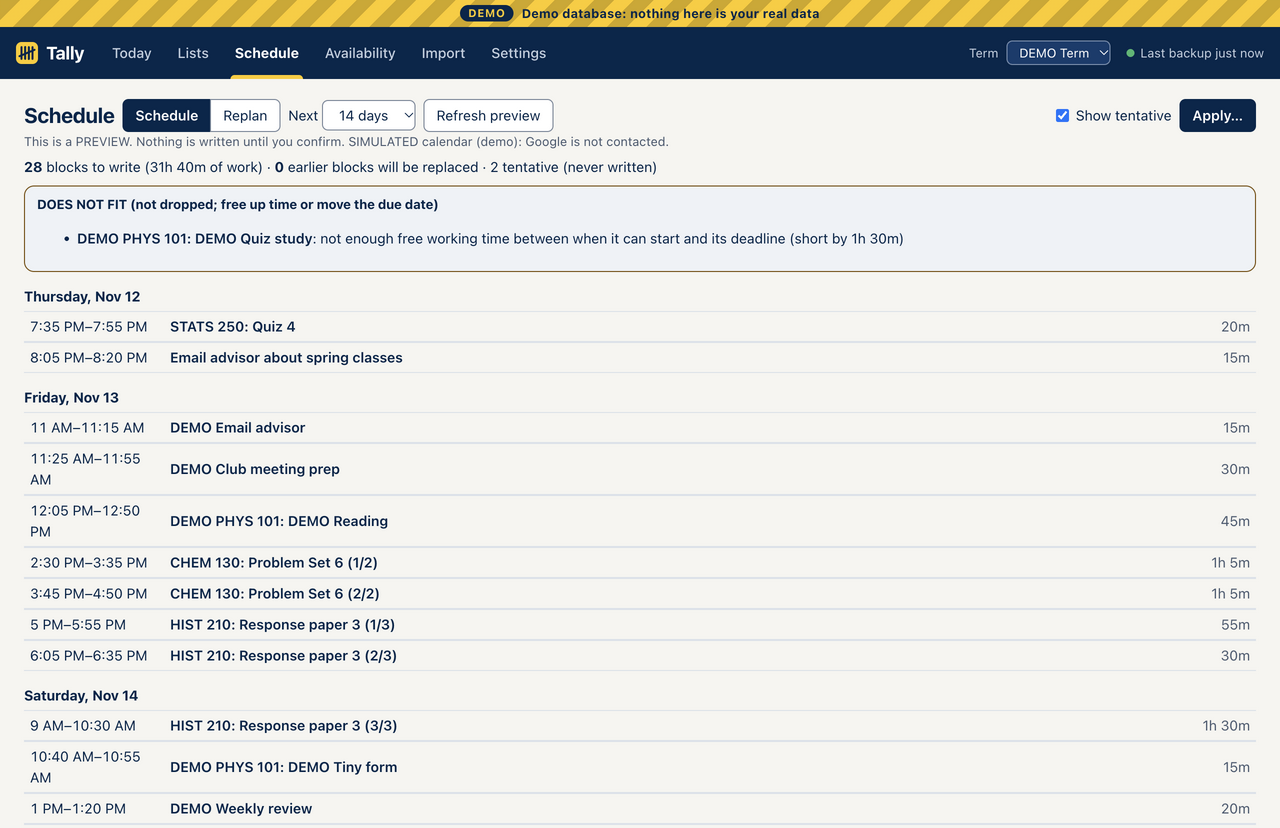 DEMO Demo database: nothing here is your real data
Tally Today Lists Schedule Availability Import Settings Term DEMO Term Last backup just now
Schedule Schedule Replan Next 14 days Refresh preview Show tentative Apply...
This is a PREVIEW. Nothing is written until you confirm. SIMULATED calendar (demo): Google is not contacted.
28 blocks to write (31h 40m of work) · 0 earlier blocks will be replaced · 2 tentative (never written)
DOES NOT FIT (not dropped; free up time or move the due date)
• DEMO PHYS 101: DEMO Quiz study: not enough free working time between when it can start and its deadline (short by 1h 30m)
Thursday, Nov 12
7:35 PM–7:55 PM STATS 250: Quiz 4 20m
8:05 PM–8:20 PM Email advisor about spring classes 15m
Friday, Nov 13
11 AM–11:15 AM DEMO Email advisor 15m
11:25 AM–11:55
AM
DEMO Club meeting prep 30m
12:05 PM–12:50
PM
DEMO PHYS 101: DEMO Reading 45m
2:30 PM–3:35 PM CHEM 130: Problem Set 6 (1/2) 1h 5m
3:45 PM–4:50 PM CHEM 130: Problem Set 6 (2/2) 1h 5m
5 PM–5:55 PM HIST 210: Response paper 3 (1/3) 55m
6:05 PM–6:35 PM HIST 210: Response paper 3 (2/3) 30m
Saturday, Nov 14
9 AM–10:30 AM HIST 210: Response paper 3 (3/3) 1h 30m
10:40 AM–10:55
AM
DEMO PHYS 101: DEMO Tiny form 15m
1 PM–1:20 PM DEMO Weekly review 20m